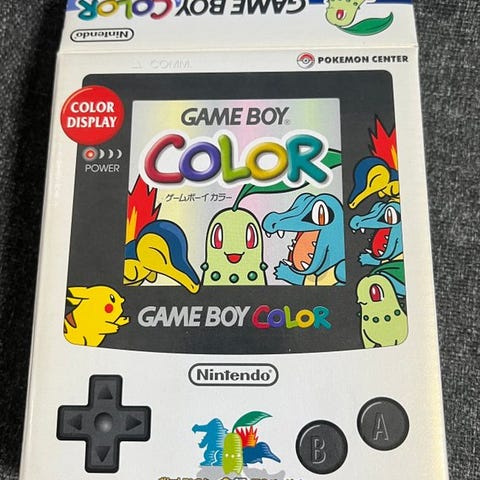 GAME BOY COLOR
Nintendo
COMM.
POKEMON CENTER
COLOR
DISPLAY
POWER
GAME BOY
COLOR
ゲームボーイ カラー
GAME BOY COLOR
Nintendo
B
A